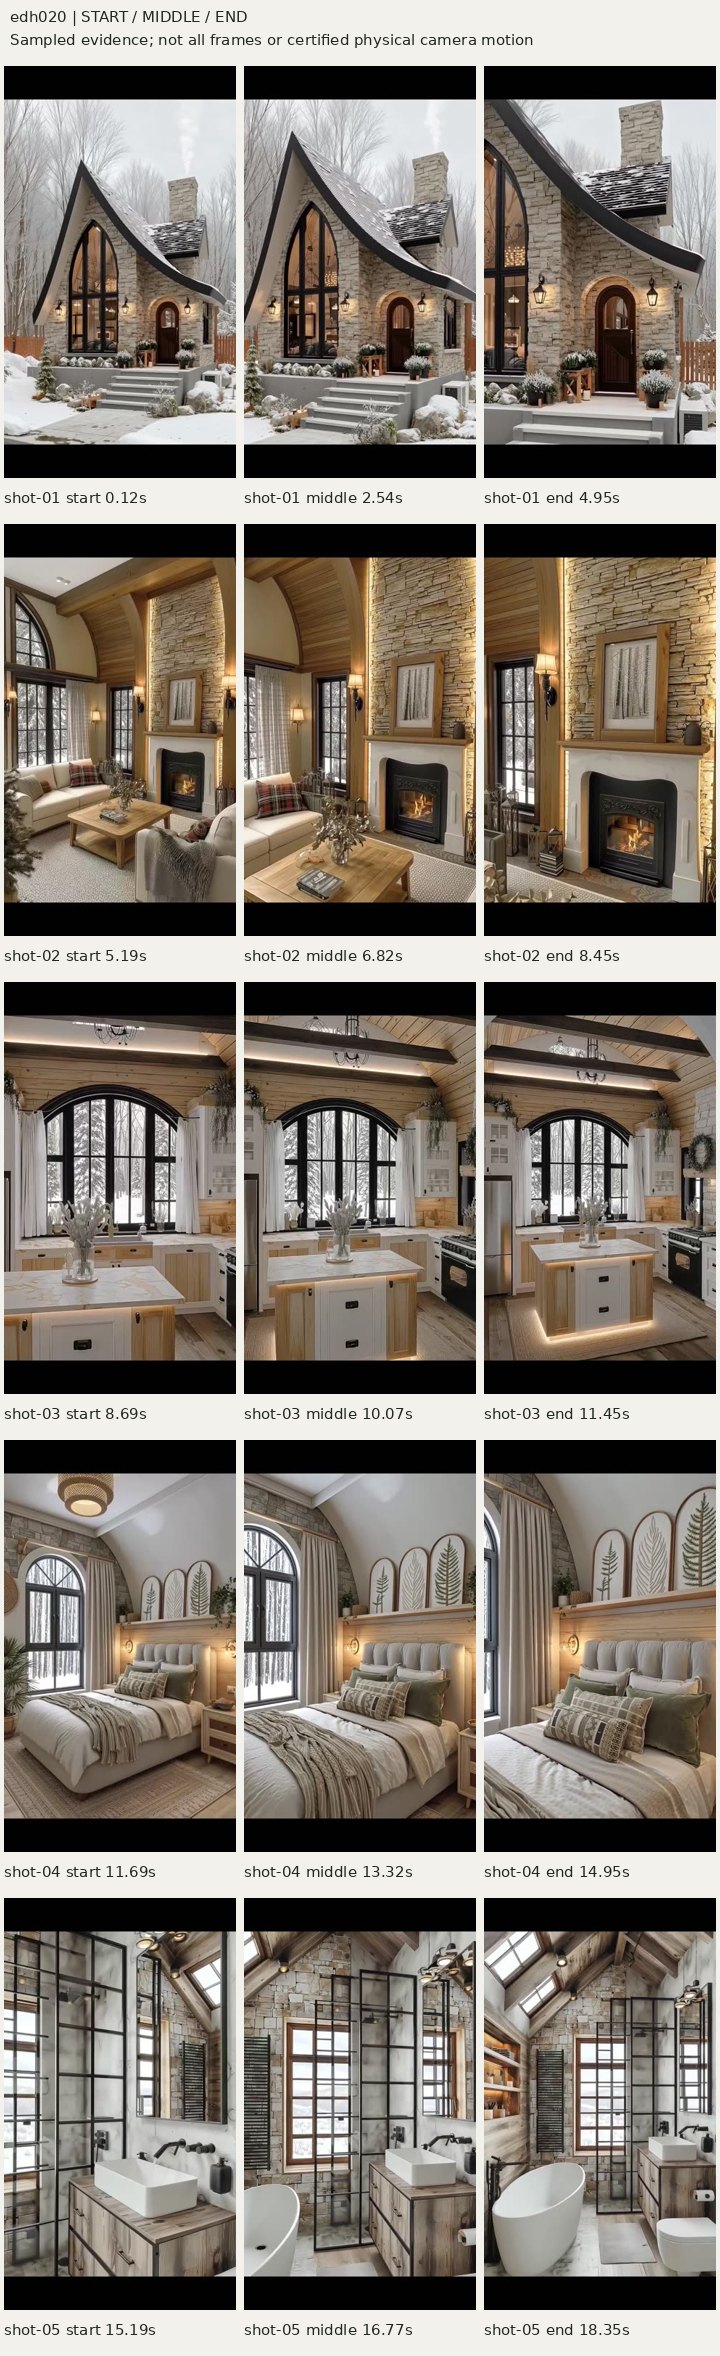 edh020 | START / MIDDLE / END
Sampled evidence; not all frames or certified physical camera motion
shot-01 start 0.12s
shot-01 middle 2.54s
shot-01 end 4.95s
shot-02 start 5.19s
shot-02 middle 6.82s
shot-02 end 8.45s
shot-03 start 8.69s
shot-03 middle 10.07s
shot-03 end 11.45s
shot-04 start 11.69s
shot-04 middle 13.32s
shot-04 end 14.95s
shot-05 start 15.19s
shot-05 middle 16.77s
shot-05 end 18.35s